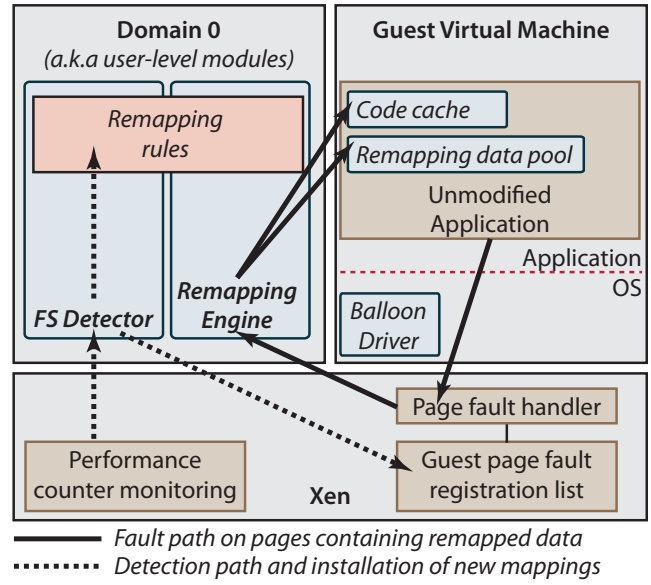 Domain 0
(a.k.a user-level modules)
Remapping
rules
FS Detector
Remapping
Engine
Guest Virtual Machine
Code cache
Remapping data pool
Unmodified
Application
Application
OS
Balloon
Driver
Page fault handler
Performance
counter monitoring
Guest page fault
registration list
Xen
Fault path on pages containing remapped data
Detection path and installation of new mappings